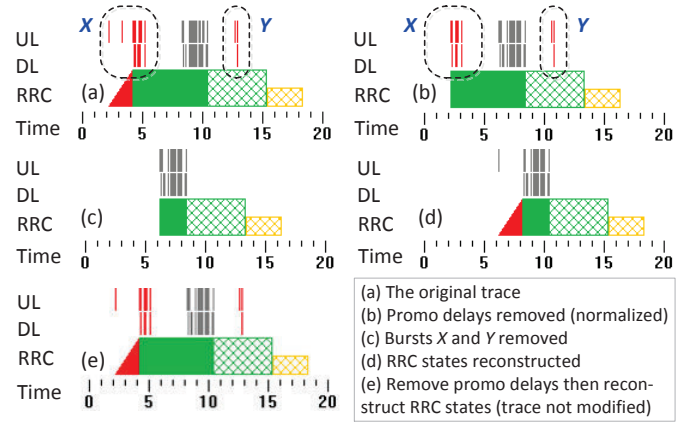 X Y
UL
DL
RRC (a)
Time
0 5 10 15 20
X Y
UL
DL
RRC (b)
Time
0 5 10 15 20
UL
DL
RRC (c)
Time
0 5 10 15 20
UL
DL
RRC (d)
Time
0 5 10 15 20
UL
DL
RRC (e)
Time
0 5 10 15 20
(a) The original trace
(b) Promo delays removed (normalized)
(c) Bursts X and Y removed
(d) RRC states reconstructed
(e) Remove promo delays then recon-
struct RRC states (trace not modified)